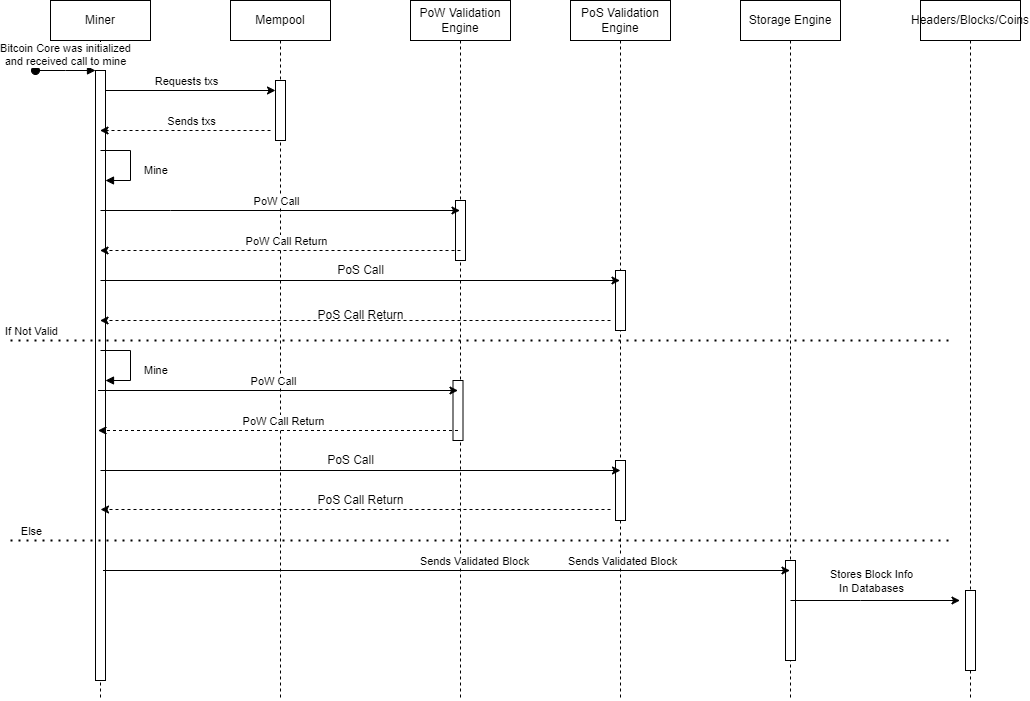 Miner
Mempool
PoW Validation
Engine
PoS Validation
Engine
Storage Engine
Headers/Blocks/Coins
Bitcoin Core was initialized
and received call to mine
Requests txs
Sends txs
Mine
PoW Call
PoW Call Return
PoS Call
PoS Call Return
If Not Valid
Mine
PoW Call
PoW Call Return
PoS Call
PoS Call Return
Else
Sends Validated Block
Sends Validated Block
Stores Block Info
In Databases